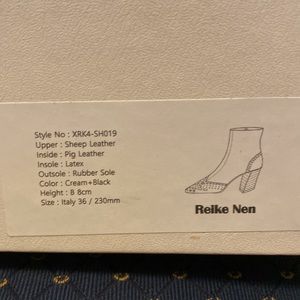 Style No : XRK4-SH019
Upper : Sheep Leather
Inside : Pig Leather
Insole : Latex
Outsole : Rubber Sole
Color : Cream+Black
Height : B 8cm
Size : Italy 36 / 230mm
Reike Nen